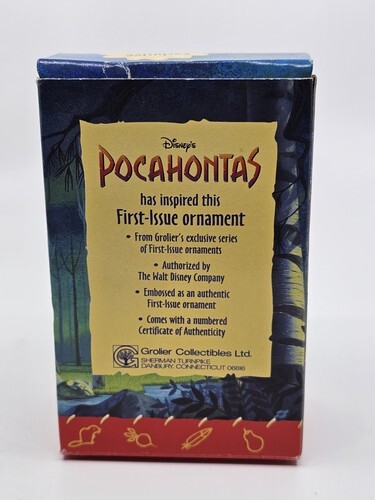 Disney's
POCAHONTAS
has inspired this
First-Issue ornament
• From Grolier's exclusive series
of First-Issue ornaments
• Authorized by
The Walt Disney Company
• Embossed as an authentic
First-Issue ornament
• Comes with a numbered
Certificate of Authenticity
Grolier Collectibles Ltd.
SHERMAN TURNPIKE
DANBURY, CONNECTICUT 06816